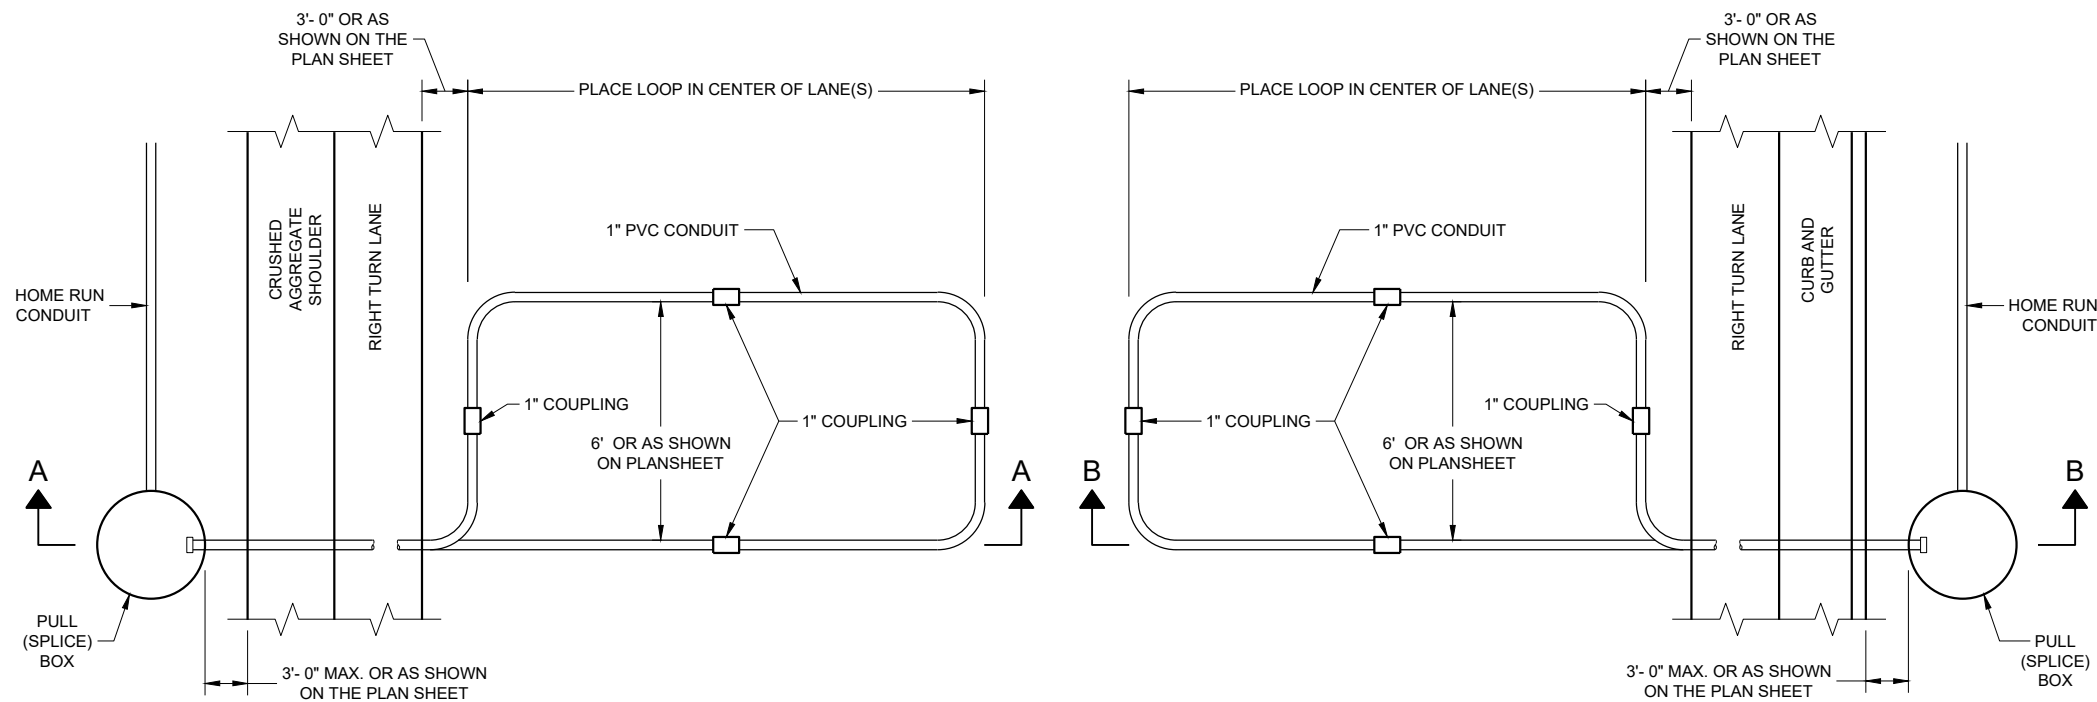 3'- 0" OR AS
SHOWN ON THE
PLAN SHEET
PLACE LOOP IN CENTER OF LANE(S)
CRUSHED
AGGREGATE
SHOULDER
RIGHT TURN LANE
1" PVC CONDUIT
HOME RUN
CONDUIT
1" COUPLING
1" COUPLING
6' OR AS SHOWN
ON PLANSHEET
A
A
PULL
(SPLICE)
BOX
3'- 0" MAX. OR AS SHOWN
ON THE PLAN SHEET
3'- 0" OR AS
SHOWN ON THE
PLAN SHEET
PLACE LOOP IN CENTER OF LANE(S)
1" PVC CONDUIT
RIGHT TURN LANE
CURB AND
GUTTER
HOME RUN
CONDUIT
1" COUPLING
1" COUPLING
6' OR AS SHOWN
ON PLANSHEET
B
B
PULL
(SPLICE)
BOX
3'- 0" MAX. OR AS SHOWN
ON THE PLAN SHEET